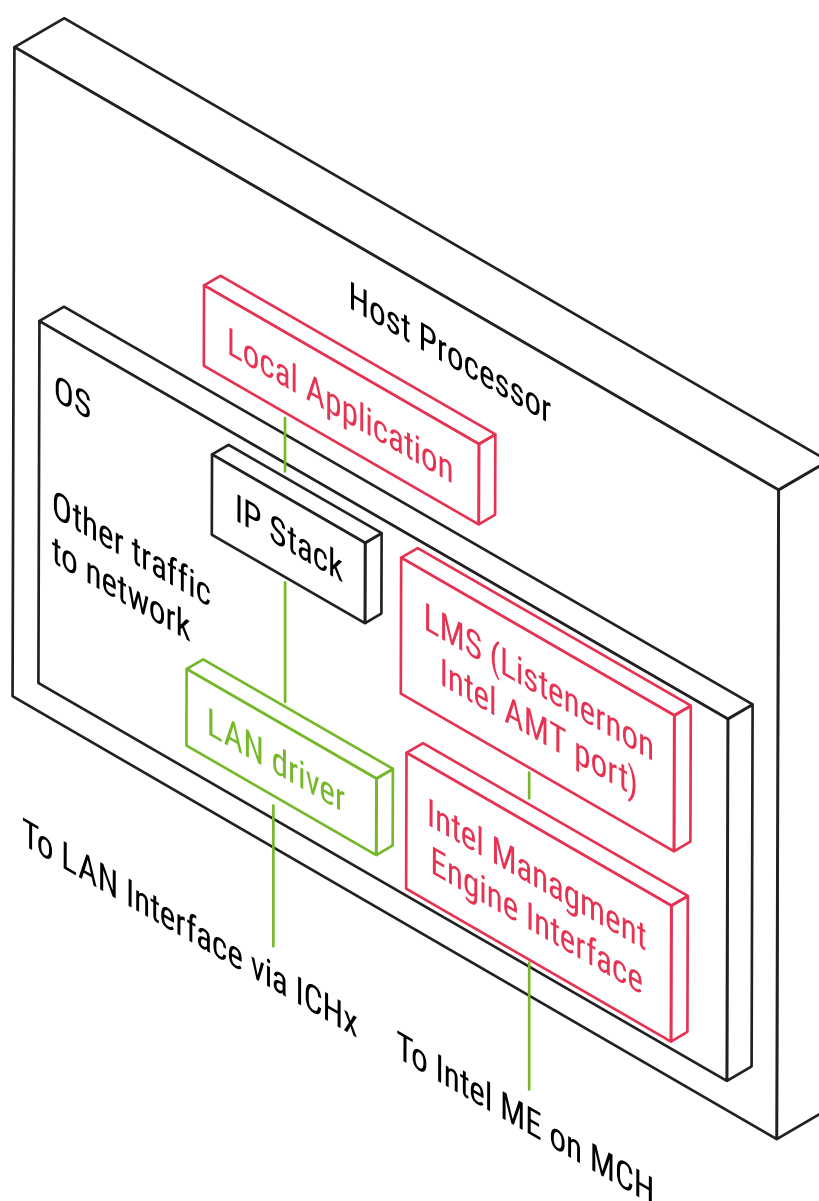 Host Processor
Local Application
OS
IP Stack
Other traffic
to network
LMS (Listenernon
Intel AMT port)
LAN driver
Intel Managment
Engine Interface
To LAN Interface via ICHx
To Intel ME on MCH